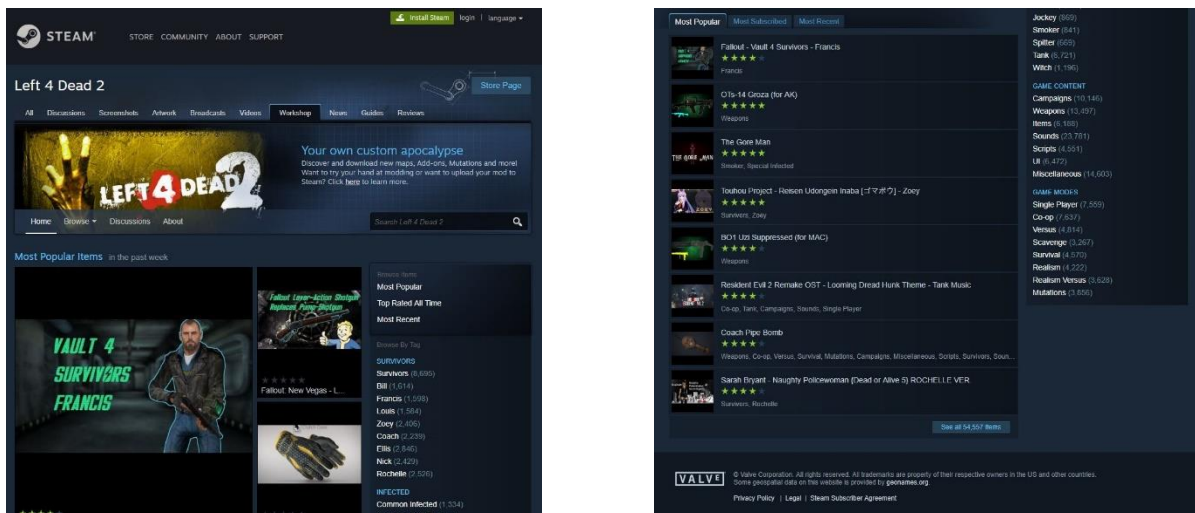 Install Steam login | language
STEAM
STORE COMMUNITY ABOUT SUPPORT
Left 4 Dead 2
Store Page
All Discussions Screenshots Artwork Broadcasts Videos Workshop News Guides Reviews
LEFT 4 DEAD 2
Your own custom apocalypse
Discover and download new maps, Add-ons, Mutations and more!
Want to try your hand at modding or want to upload your mod to
Steam? Click here to learn more.
Home Browse Discussions About
Search Left 4 Dead 2
Most Popular Items in the past week
VAULT 4
SURVIVORS
FRANCIS
Fallout Lever-Action Shotgun
Replaces Pump-Shotgun
Fallout: New Vegas - L...
Browse Items
Most Popular
Top Rated All Time
Most Recent
Browse By Tag
SURVIVORS
Survivors (8,695)
Bill (1,614)
Francis (1,598)
Louis (1,584)
Zoey (2,406)
Coach (2,239)
Ellis (2,646)
Nick (2,429)
Rochelle (2,526)
INFECTED
Common Infected (1,334)
Most Popular Most Subscribed Most Recent
Fallout - Vault 4 Survivors - Francis
Francis
OTs-14 Groza (for AK)
Weapons
THE GORE MAN
The Gore Man
Smoker, Special Infected
Touhou Project - Reisen Udongein Inaba [ゴマポウ] - Zoey
ZOEY
Survivors, Zoey
BO1 Uzi Suppressed (for MAC)
Weapons
Resident Evil 2 Remake OST - Looming Dread Hunk Theme - Tank Music
Co-op, Tank, Campaigns, Sounds, Single Player
Coach Pipe Bomb
Weapons, Co-op, Versus, Survival, Mutations, Campaigns, Miscellaneous, Scripts, Survivors, Soun...
Sarah Bryant - Naughty Policewoman (Dead or Alive 5) ROCHELLE VER.
Survivors, Rochelle
See all 54,557 items
Jockey (869)
Smoker (841)
Spitter (669)
Tank (6,721)
Witch (1,196)
GAME CONTENT
Campaigns (10,146)
Weapons (13,497)
Items (6,188)
Sounds (23,781)
Scripts (4,551)
UI (6,472)
Miscellaneous (14,603)
GAME MODES
Single Player (7,559)
Co-op (7,637)
Versus (4,814)
Scavenge (3,267)
Survival (4,570)
Realism (4,222)
Realism Versus (3,628)
Mutations (3,656)
VALVE
© Valve Corporation. All rights reserved. All trademarks are property of their respective owners in the US and other countries.
Some geospatial data on this website is provided by geonames.org.
Privacy Policy | Legal | Steam Subscriber Agreement